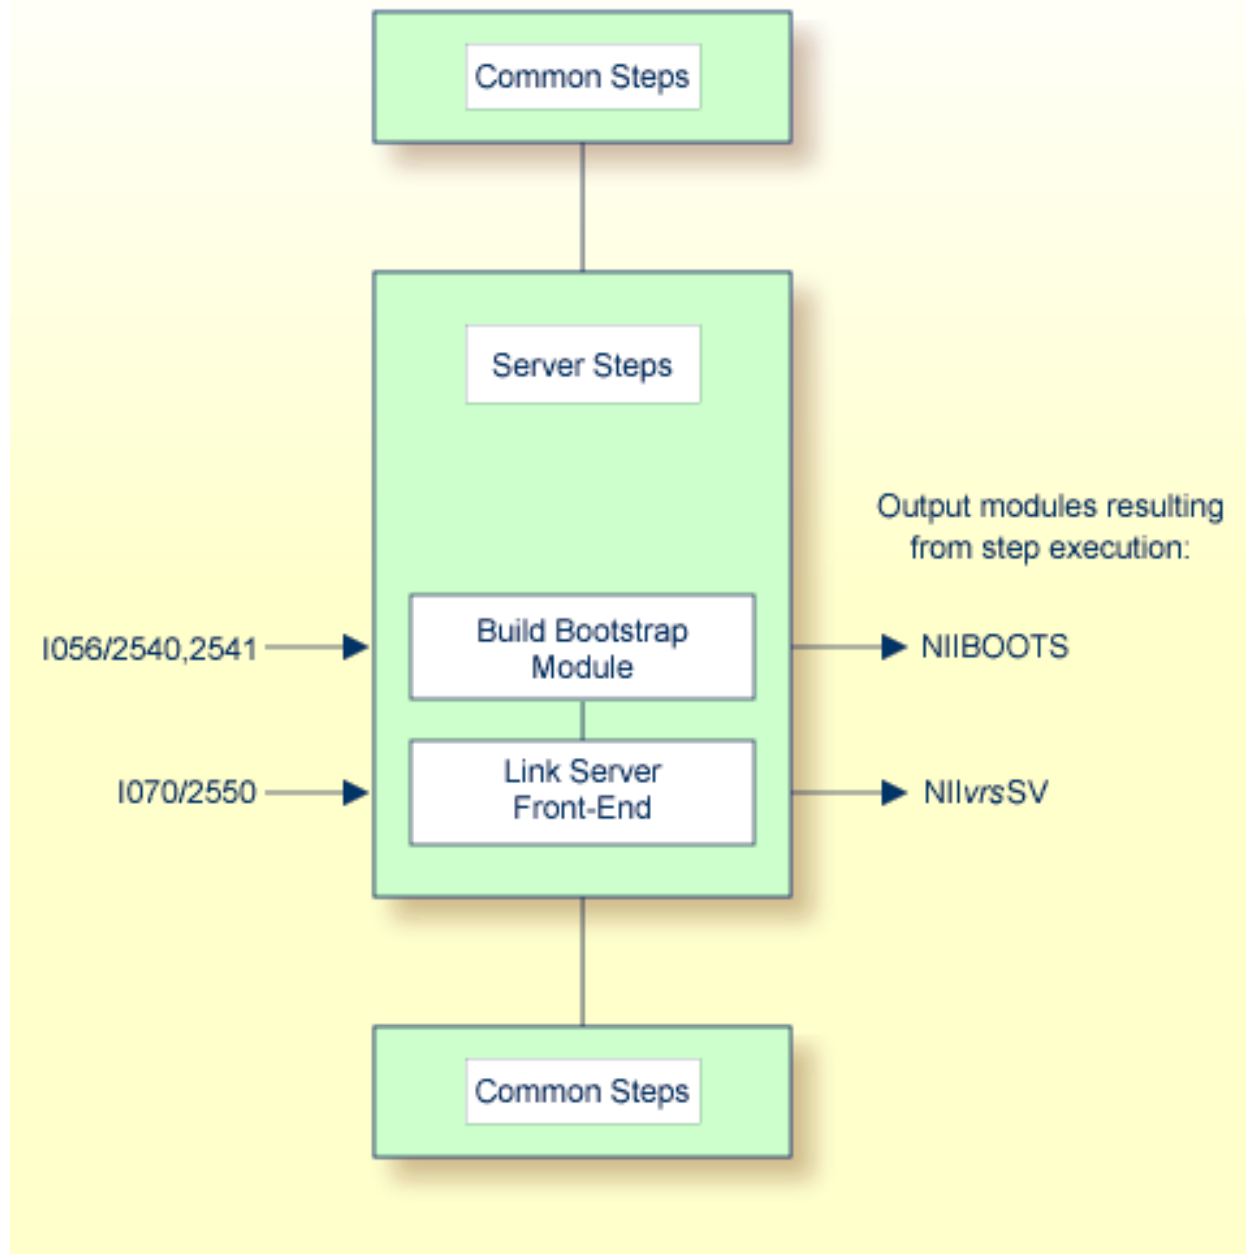 Common Steps
Server Steps
Output modules resulting
from step execution:
I056/2540,2541
Build Bootstrap
Module
NIIBOOTS
I070/2550
Link Server
Front-End
NIIvrsSV
Common Steps